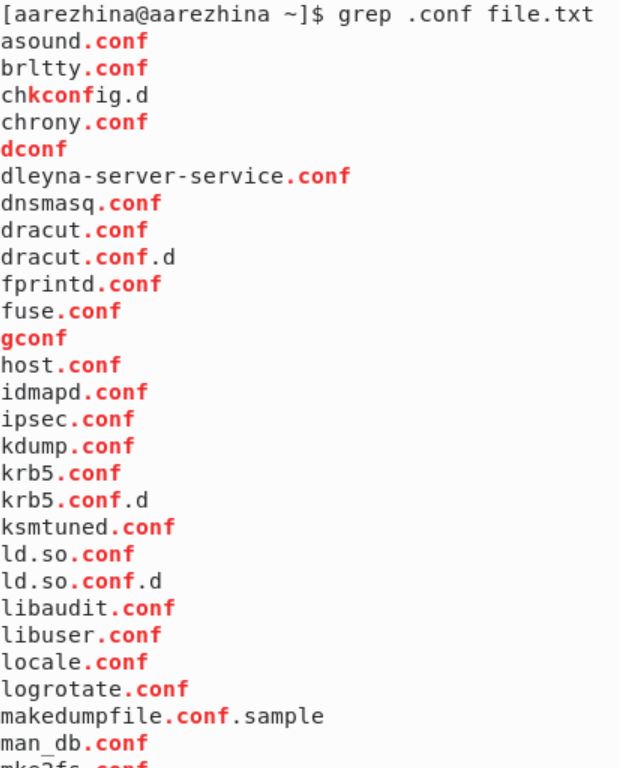 [aarezhina@aarezhina ~]$ grep .conf file.txt
asound.conf
brltty.conf
chkconfig.d
chrony.conf
dconf
dleyna-server-service.conf
dnsmasq.conf
dracut.conf
dracut.conf.d
fprintd.conf
fuse.conf
gconf
host.conf
idmapd.conf
ipsec.conf
kdump.conf
krb5.conf
krb5.conf.d
ksmtuned.conf
ld.so.conf
ld.so.conf.d
libaudit.conf
libuser.conf
locale.conf
logrotate.conf
makedumpfile.conf.sample
man_db.conf
mke2fs.conf